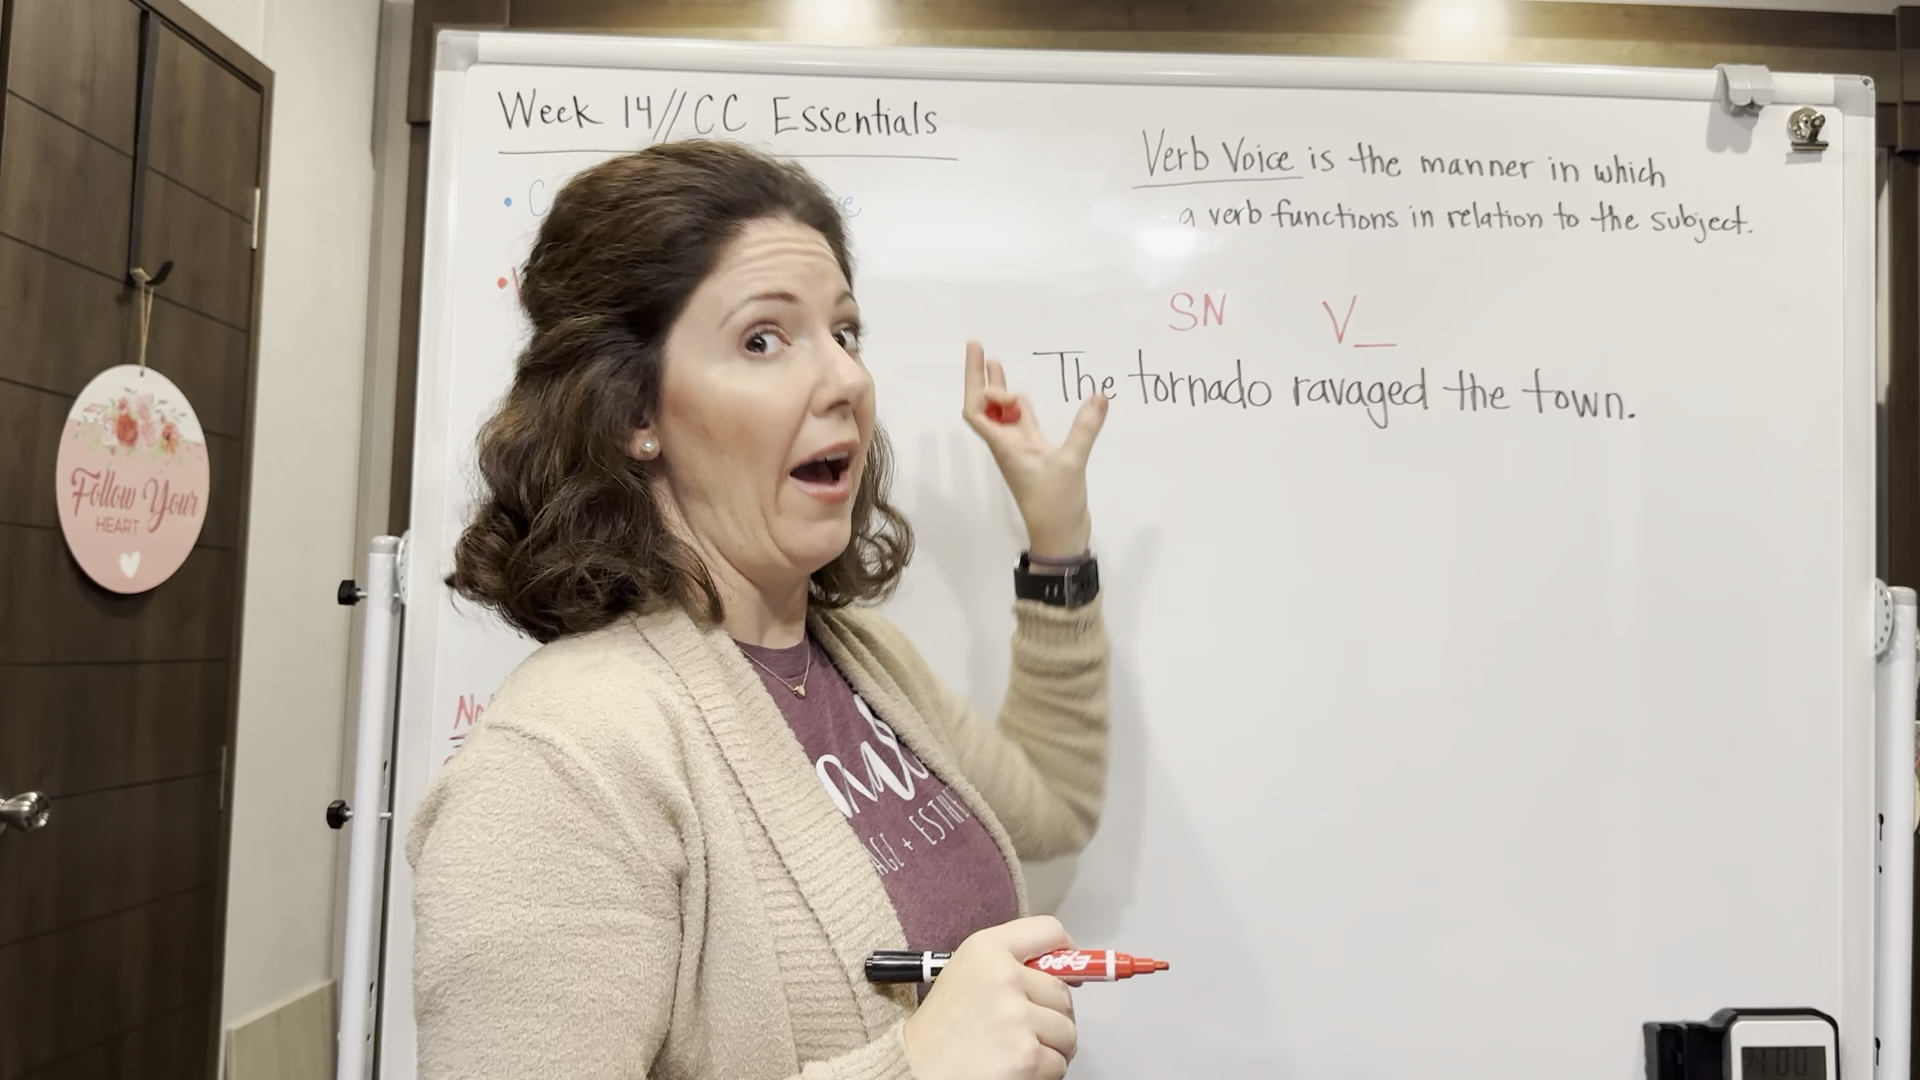 Week 14//CC Essentials
Verb Voice is the manner in which
a verb functions in relation to the subject.
SN V_
The tornado ravaged the town.
Follow Your
HEART
+ 
EXPO